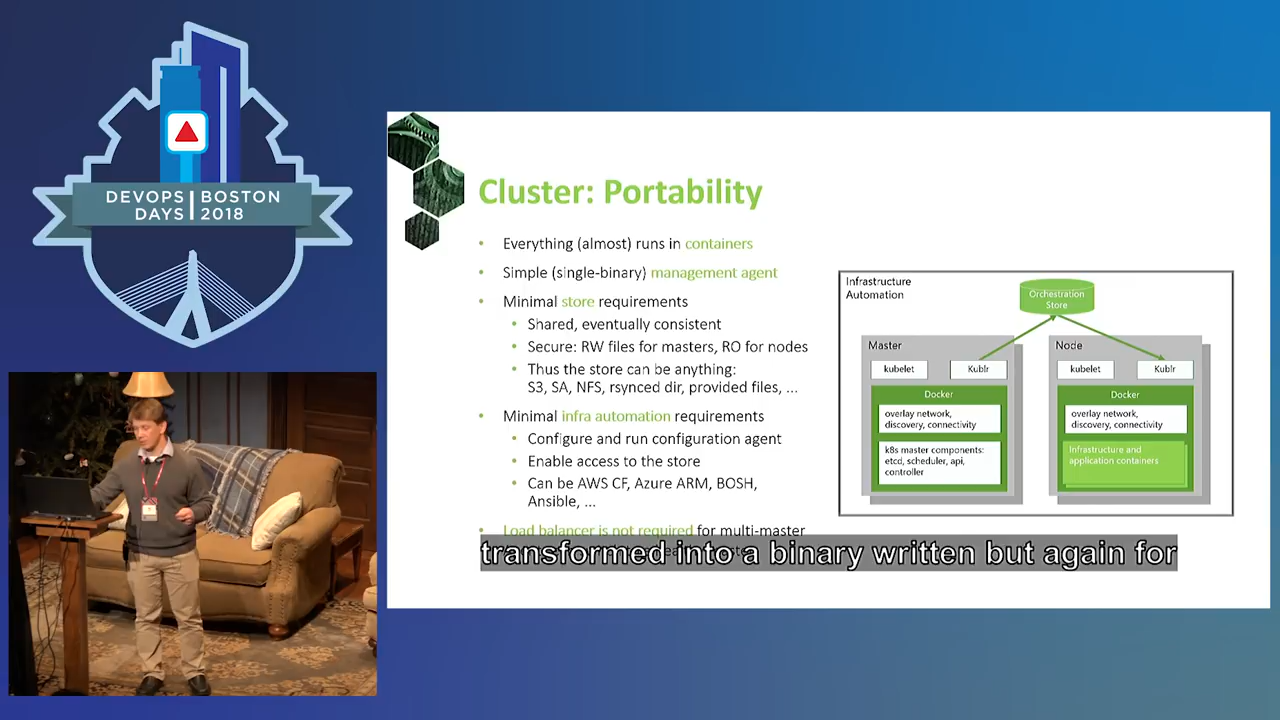 DEVOPS BOSTON
DAYS 2018
Cluster: Portability
• Everything (almost) runs in containers
• Simple (single-binary) management agent
• Minimal store requirements
• Shared, eventually consistent
• Secure: RW files for masters, RO for nodes
• Thus the store can be anything:
S3, SA, NFS, rsynced dir, provided files, ...
• Minimal infra automation requirements
• Configure and run configuration agent
• Enable access to the store
• Can be AWS CF, Azure ARM, BOSH,
Ansible, ...
• Load balancer is not required for multi-master
transformed into a binary written but again for
Infrastructure
Automation
Orchestration
Store
Master
kubelet
Kublr
Docker
overlay network,
discovery, connectivity
k8s master components:
etcd, scheduler, api,
controller
Node
kubelet
Kublr
Docker
overlay network,
discovery, connectivity
Infrastructure and
application containers